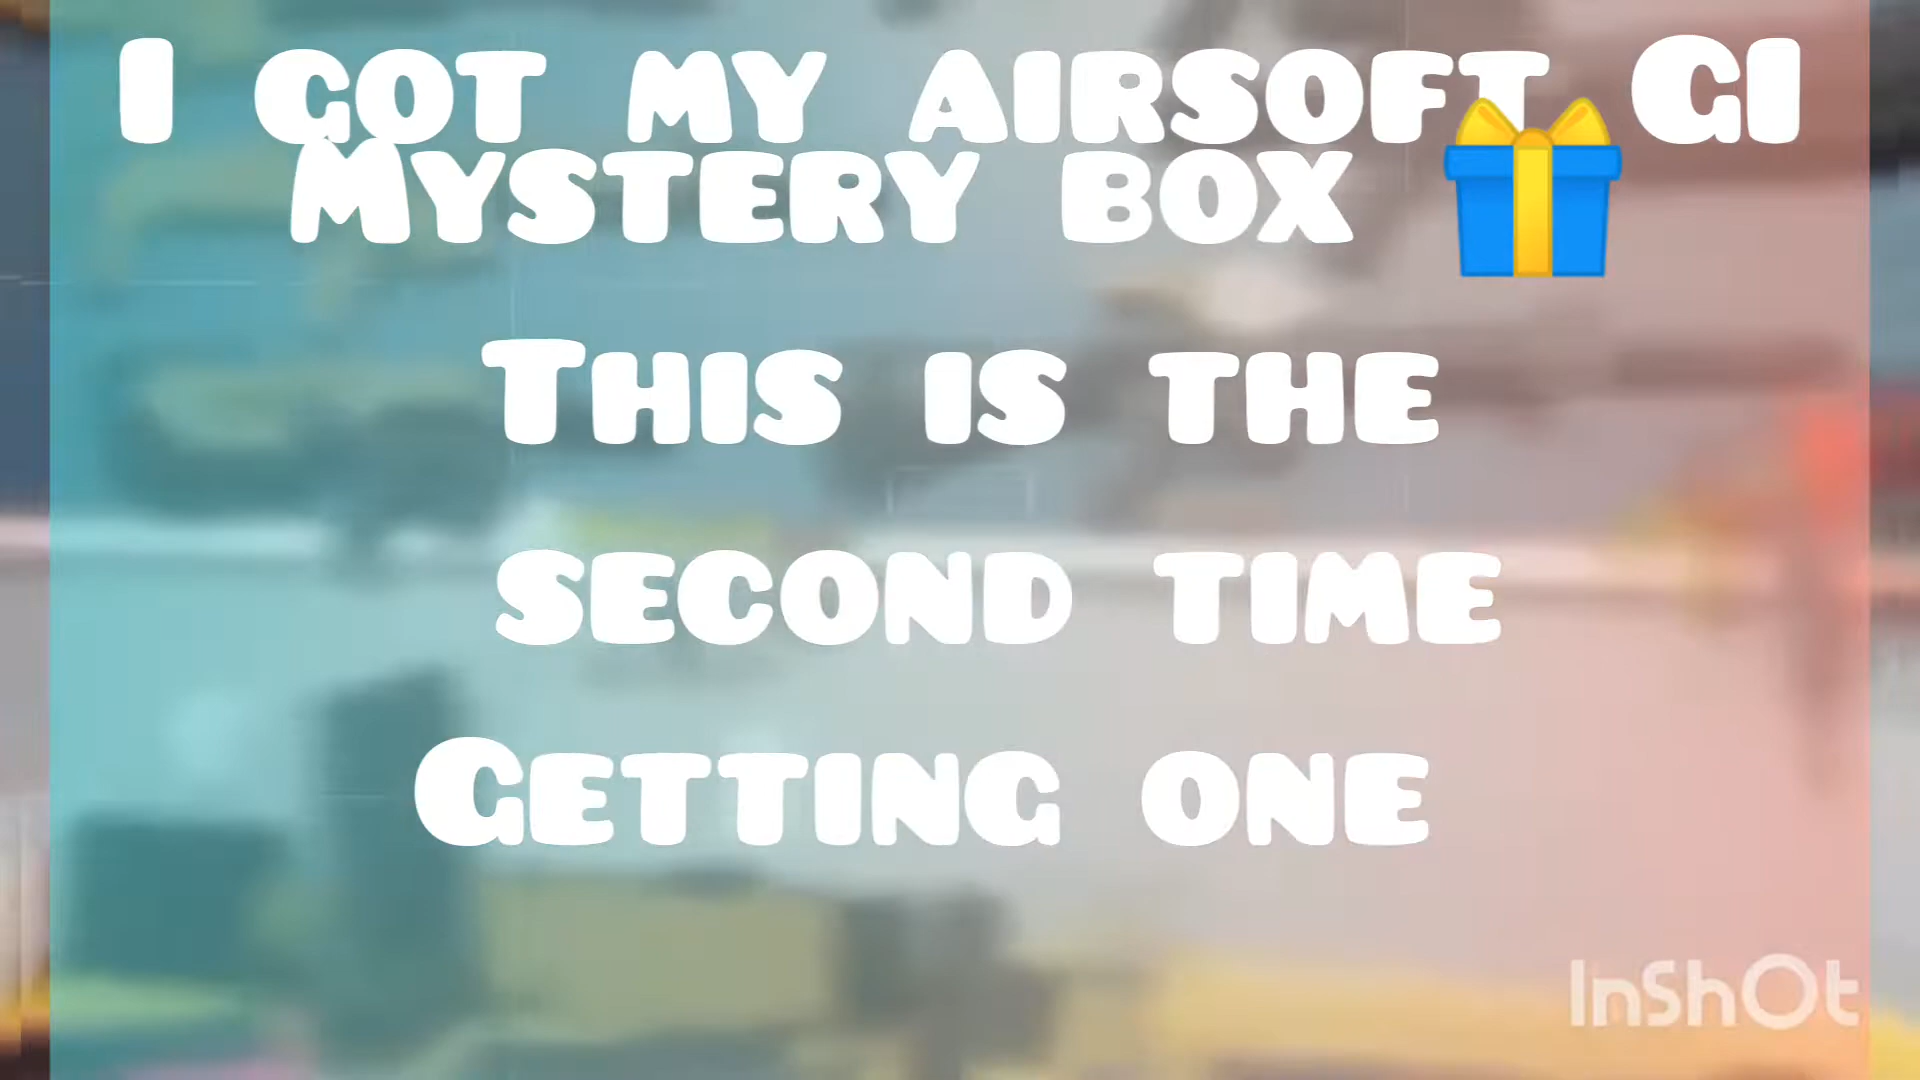 I got my airsoft GI
Mystery box 🎁
This is the
second time
Getting one
InShOt